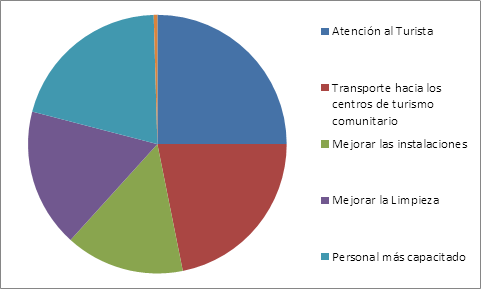 Atención al Turista
Transporte hacia los
centros de turismo
comunitario
Mejorar las instalaciones
Mejorar la Limpieza
Personal más capacitado